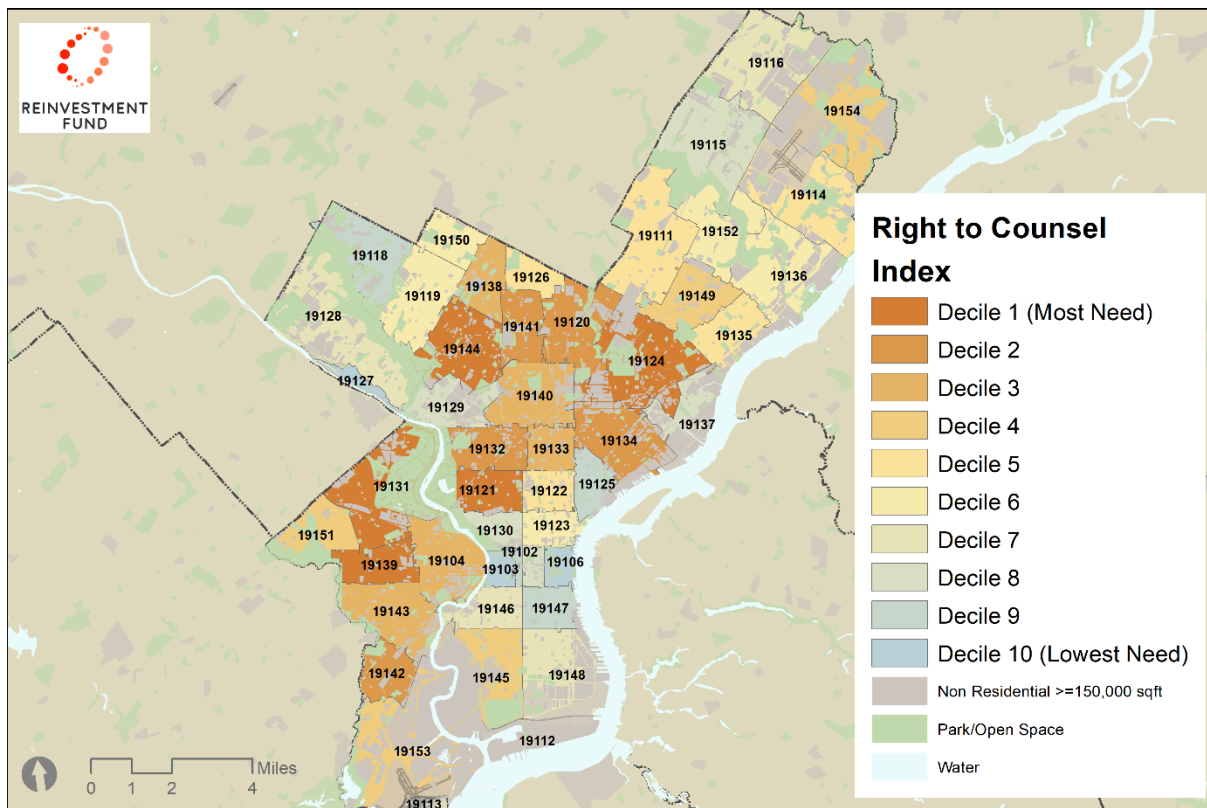 REINVESTMENT
FUND
19116
19154
19115
19114
19150
19152
19111
19118
19126
19136
19138
19119
19149
19128
19120
19141
19135
19144
19124
19127
19140
19129
19137
19134
19132
19133
19125
19131
19121
19122
19123
19130
19151
19102
19104
19106
19139
19103
19146
19147
19143
19142
19145
19148
19112
19153
19113
Right to Counsel
Index
Decile 1 (Most Need)
Decile 2
Decile 3
Decile 4
Decile 5
Decile 6
Decile 7
Decile 8
Decile 9
Decile 10 (Lowest Need)
Non Residential >=150,000 sqft
Park/Open Space
Water
Miles
0 1 2 4